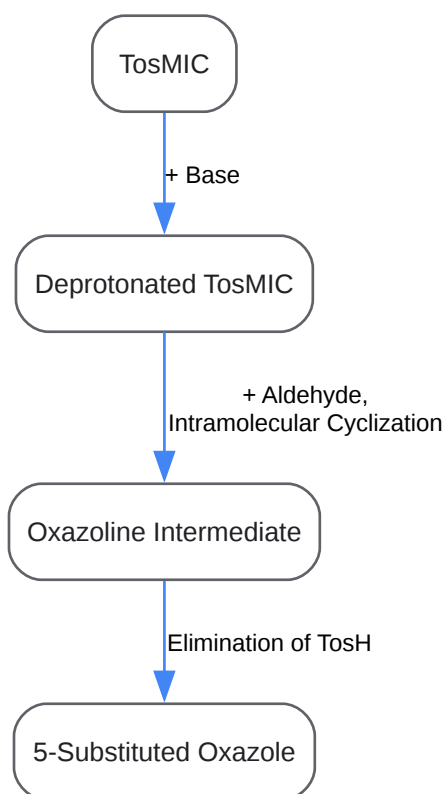 TosMIC
+ Base
Deprotonated TosMIC
+ Aldehyde,
Intramolecular Cyclization
Oxazoline Intermediate
Elimination of TosH
5-Substituted Oxazole